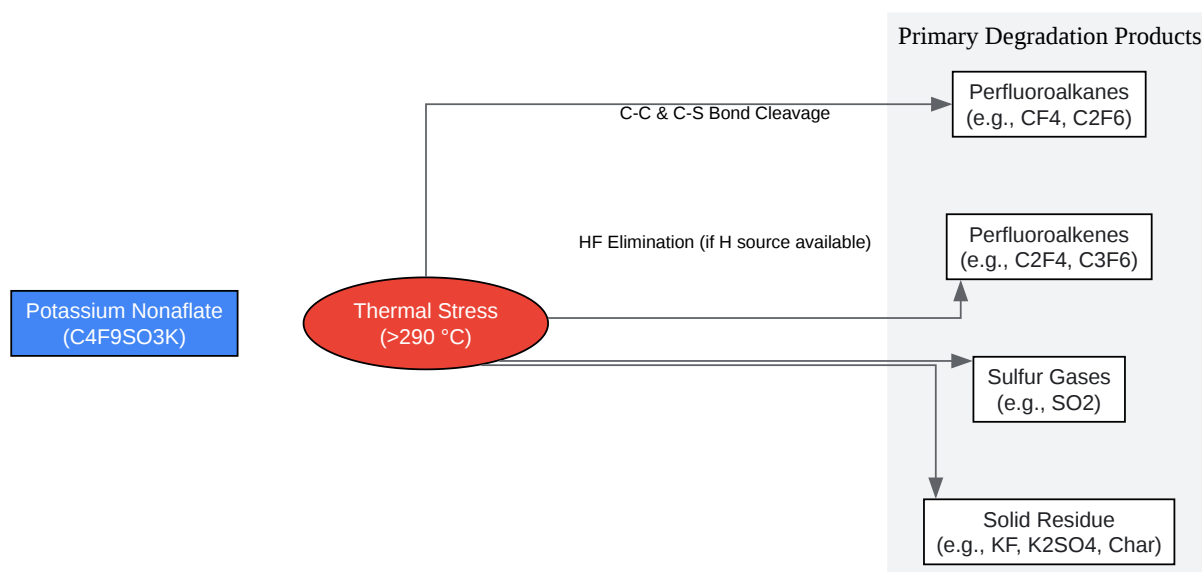 Primary Degradation Products
Perfluoroalkanes
(e.g., CF4, C2F6)
C-C & C-S Bond Cleavage
Perfluoroalkenes
(e.g., C2F4, C3F6)
HF Elimination (if H source available)
Potassium Nonaflate
(C4F9SO3K)
Thermal Stress
(>290 °C)
Sulfur Gases
(e.g., SO2)
Solid Residue
(e.g., KF, K2SO4, Char)